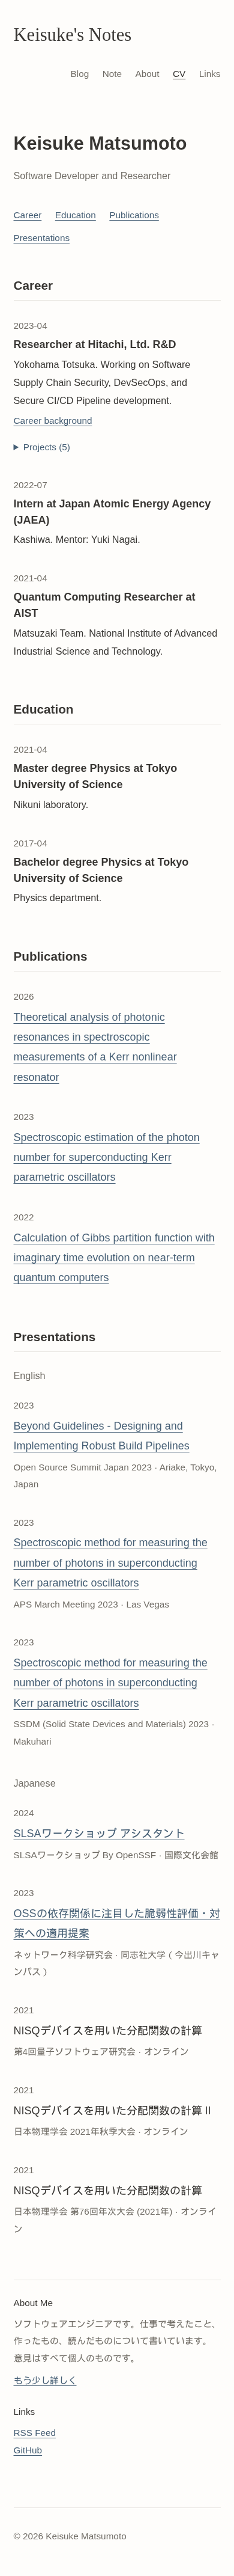 Keisuke's Notes
Blog Note About CV Links
Keisuke Matsumoto
Software Developer and Researcher
Career Education Publications
Presentations
Career
2023-04
Researcher at Hitachi, Ltd. R&D
Yokohama Totsuka. Working on Software
Supply Chain Security, DevSecOps, and
Secure CI/CD Pipeline development.
Career background
▶ Projects (5)
2022-07
Intern at Japan Atomic Energy Agency
(JAEA)
Kashiwa. Mentor: Yuki Nagai.
2021-04
Quantum Computing Researcher at
AIST
Matsuzaki Team. National Institute of Advanced
Industrial Science and Technology.
Education
2021-04
Master degree Physics at Tokyo
University of Science
Nikuni laboratory.
2017-04
Bachelor degree Physics at Tokyo
University of Science
Physics department.
Publications
2026
Theoretical analysis of photonic
resonances in spectroscopic
measurements of a Kerr nonlinear
resonator
2023
Spectroscopic estimation of the photon
number for superconducting Kerr
parametric oscillators
2022
Calculation of Gibbs partition function with
imaginary time evolution on near-term
quantum computers
Presentations
English
2023
Beyond Guidelines - Designing and
Implementing Robust Build Pipelines
Open Source Summit Japan 2023 · Ariake, Tokyo,
Japan
2023
Spectroscopic method for measuring the
number of photons in superconducting
Kerr parametric oscillators
APS March Meeting 2023 · Las Vegas
2023
Spectroscopic method for measuring the
number of photons in superconducting
Kerr parametric oscillators
SSDM (Solid State Devices and Materials) 2023 ·
Makuhari
Japanese
2024
SLSAワークショップ アシスタント
SLSAワークショップ By OpenSSF · 国際文化会館
2023
OSSの依存関係に注目した脆弱性評価・対
策への適用提案
ネットワーク科学研究会 · 同志社大学 ( 今出川キャ
ンパス )
2021
NISQデバイスを用いた分配関数の計算
第4回量子ソフトウェア研究会 · オンライン
2021
NISQデバイスを用いた分配関数の計算 II
日本物理学会 2021年秋季大会 · オンライン
2021
NISQデバイスを用いた分配関数の計算
日本物理学会 第76回年次大会 (2021年) · オンライ
ン
About Me
ソフトウェアエンジニアです。仕事で考えたこと、
作ったもの、読んだものについて書いています。
意見はすべて個人のものです。
もう少し詳しく
Links
RSS Feed
GitHub
© 2026 Keisuke Matsumoto